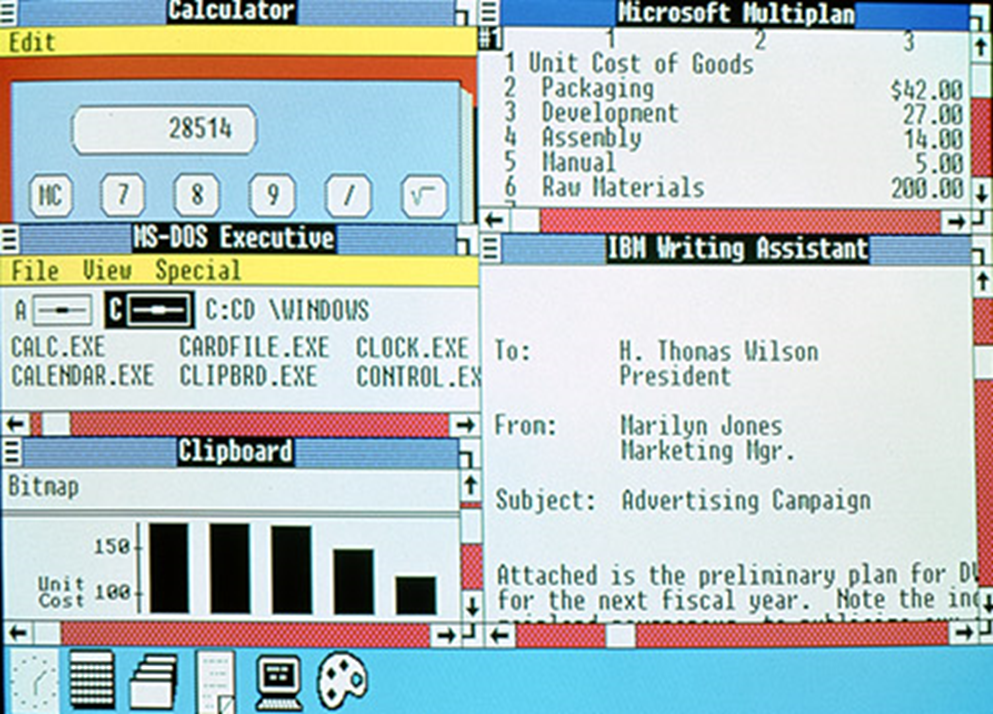 Calculator
Edit
28514
MC 7 8 9 / √
MS-DOS Executive
File View Special
A C C:CD \WINDOWS
CALC.EXE CARDFILE.EXE CLOCK.EXE
CALENDAR.EXE CLIPBRD.EXE CONTROL.EX
Clipboard
Bitmap
150
Unit
Cost 100
Microsoft Multiplan
#1 1 2 3
1 Unit Cost of Goods
2 Packaging $42.00
3 Development 27.00
4 Assembly 14.00
5 Manual 5.00
6 Raw Materials 200.00
IBM Writing Assistant
To: H. Thomas Wilson
President
From: Marilyn Jones
Marketing Mgr.
Subject: Advertising Campaign
Attached is the preliminary plan for
for the next fiscal year. Note the